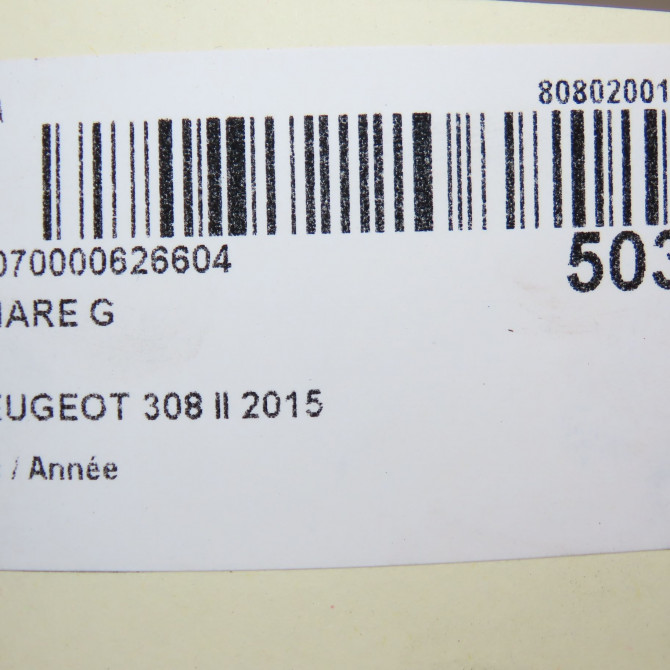 80802001
070000626604
503
HARE G
EUGEOT 308 II 2015
/ Année